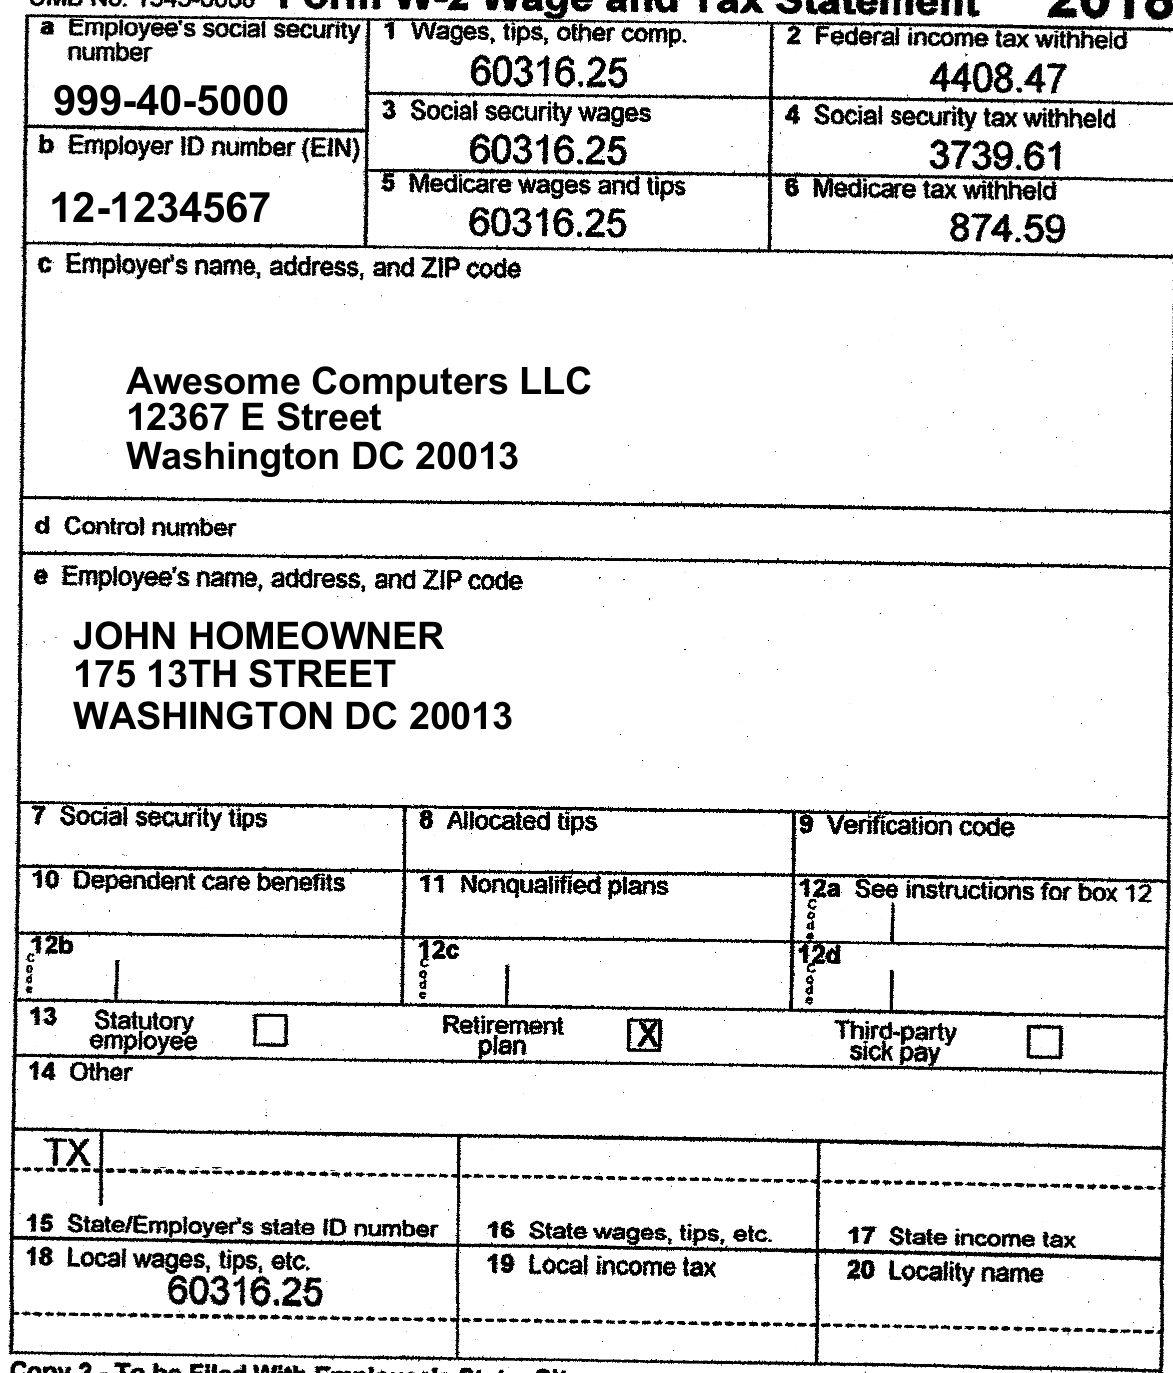 OMB No. 1545-0008 Form W-2 Wage and Tax Statement 2018
a Employee's social security number
999-40-5000
1 Wages, tips, other comp.
60316.25
2 Federal income tax withheld
4408.47
3 Social security wages
60316.25
4 Social security tax withheld
3739.61
b Employer ID number (EIN)
12-1234567
5 Medicare wages and tips
60316.25
6 Medicare tax withheld
874.59
c Employer's name, address, and ZIP code
Awesome Computers LLC
12367 E Street
Washington DC 20013
d Control number
e Employee's name, address, and ZIP code
JOHN HOMEOWNER
175 13TH STREET
WASHINGTON DC 20013
7 Social security tips
8 Allocated tips
9 Verification code
10 Dependent care benefits
11 Nonqualified plans
12a See instructions for box 12
Code
12b
Code
12c
Code
12d
Code
13 Statutory employee
Retirement plan
X
Third-party sick pay
14 Other
TX
15 State/Employer's state ID number
16 State wages, tips, etc.
17 State income tax
18 Local wages, tips, etc.
60316.25
19 Local income tax
20 Locality name
Copy 2 - To be Filed With Employee's State,